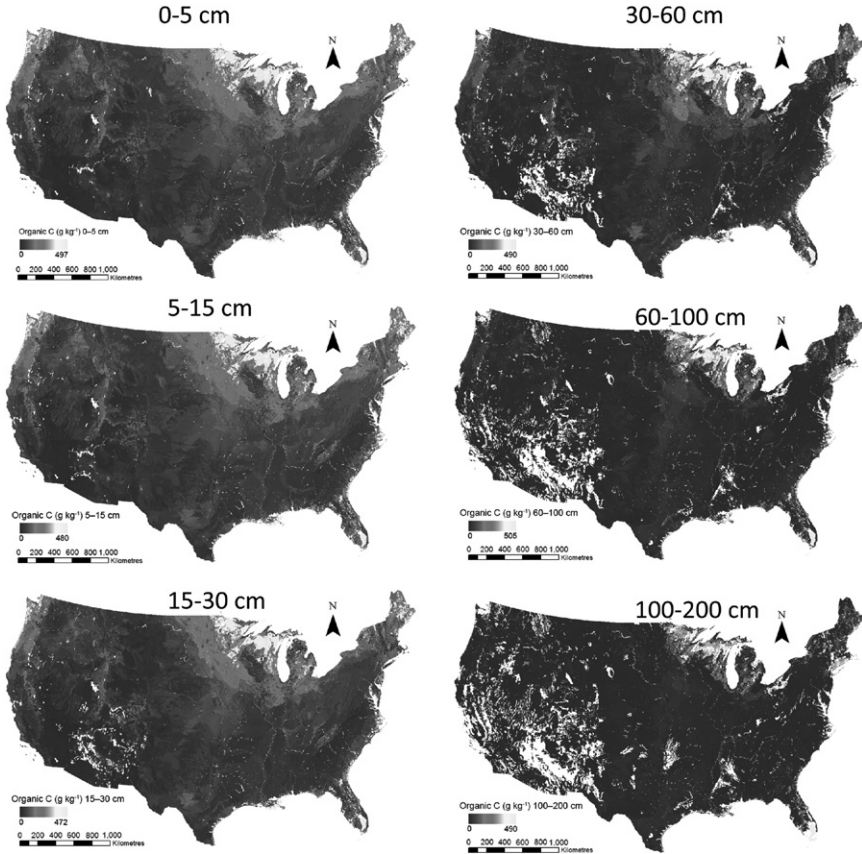 0-5 cm
N
Organic C (g kg⁻¹) 0–5 cm
0 497
0 200 400 600 800 1,000
Kilometres
5-15 cm
N
Organic C (g kg⁻¹) 5–15 cm
0 480
0 200 400 600 800 1,000
Kilometres
15-30 cm
N
Organic C (g kg⁻¹) 15–30 cm
0 472
0 200 400 600 800 1,000
Kilometres
30-60 cm
N
Organic C (g kg⁻¹) 30–60 cm
0 490
0 200 400 600 800 1,000
Kilometres
60-100 cm
N
Organic C (g kg⁻¹) 60–100 cm
0 505
0 200 400 600 800 1,000
Kilometres
100-200 cm
N
Organic C (g kg⁻¹) 100–200 cm
0 490
0 200 400 600 800 1,000
Kilometres